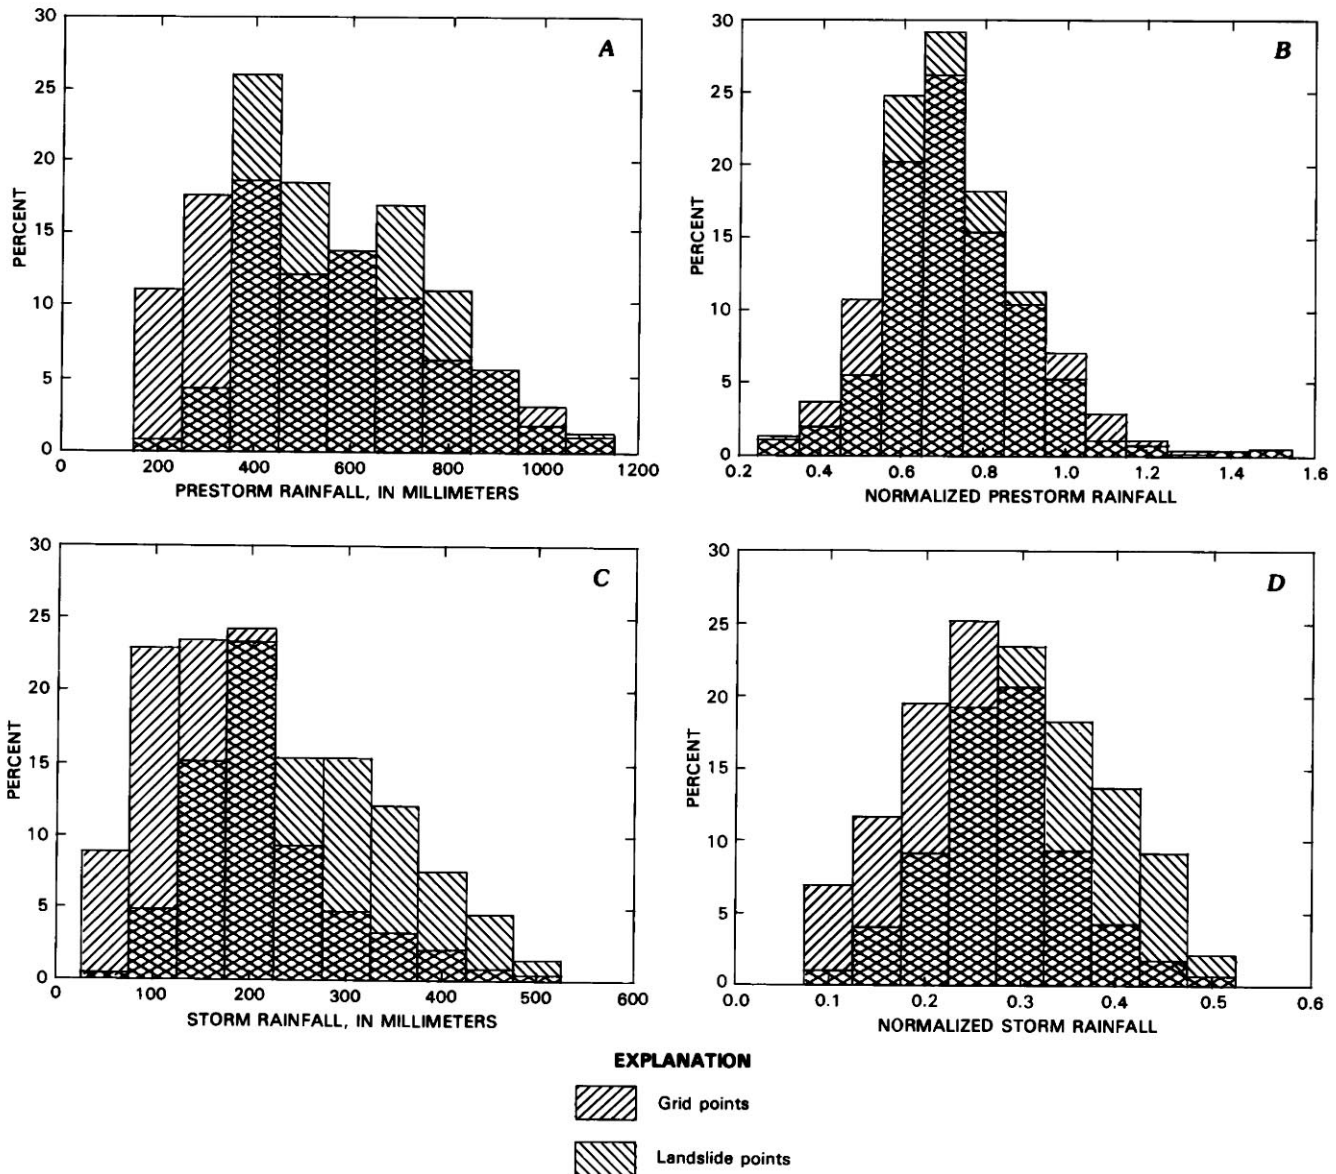 A
30
25
20
15
10
5
0
PERCENT
0 200 400 600 800 1000 1200
PRESTORM RAINFALL, IN MILLIMETERS
B
30
25
20
15
10
5
0
PERCENT
0.2 0.4 0.6 0.8 1.0 1.2 1.4 1.6
NORMALIZED PRESTORM RAINFALL
C
30
25
20
15
10
5
0
PERCENT
0 100 200 300 400 500 600
STORM RAINFALL, IN MILLIMETERS
D
30
25
20
15
10
5
0
PERCENT
0.0 0.1 0.2 0.3 0.4 0.5 0.6
NORMALIZED STORM RAINFALL
EXPLANATION
Grid points
Landslide points